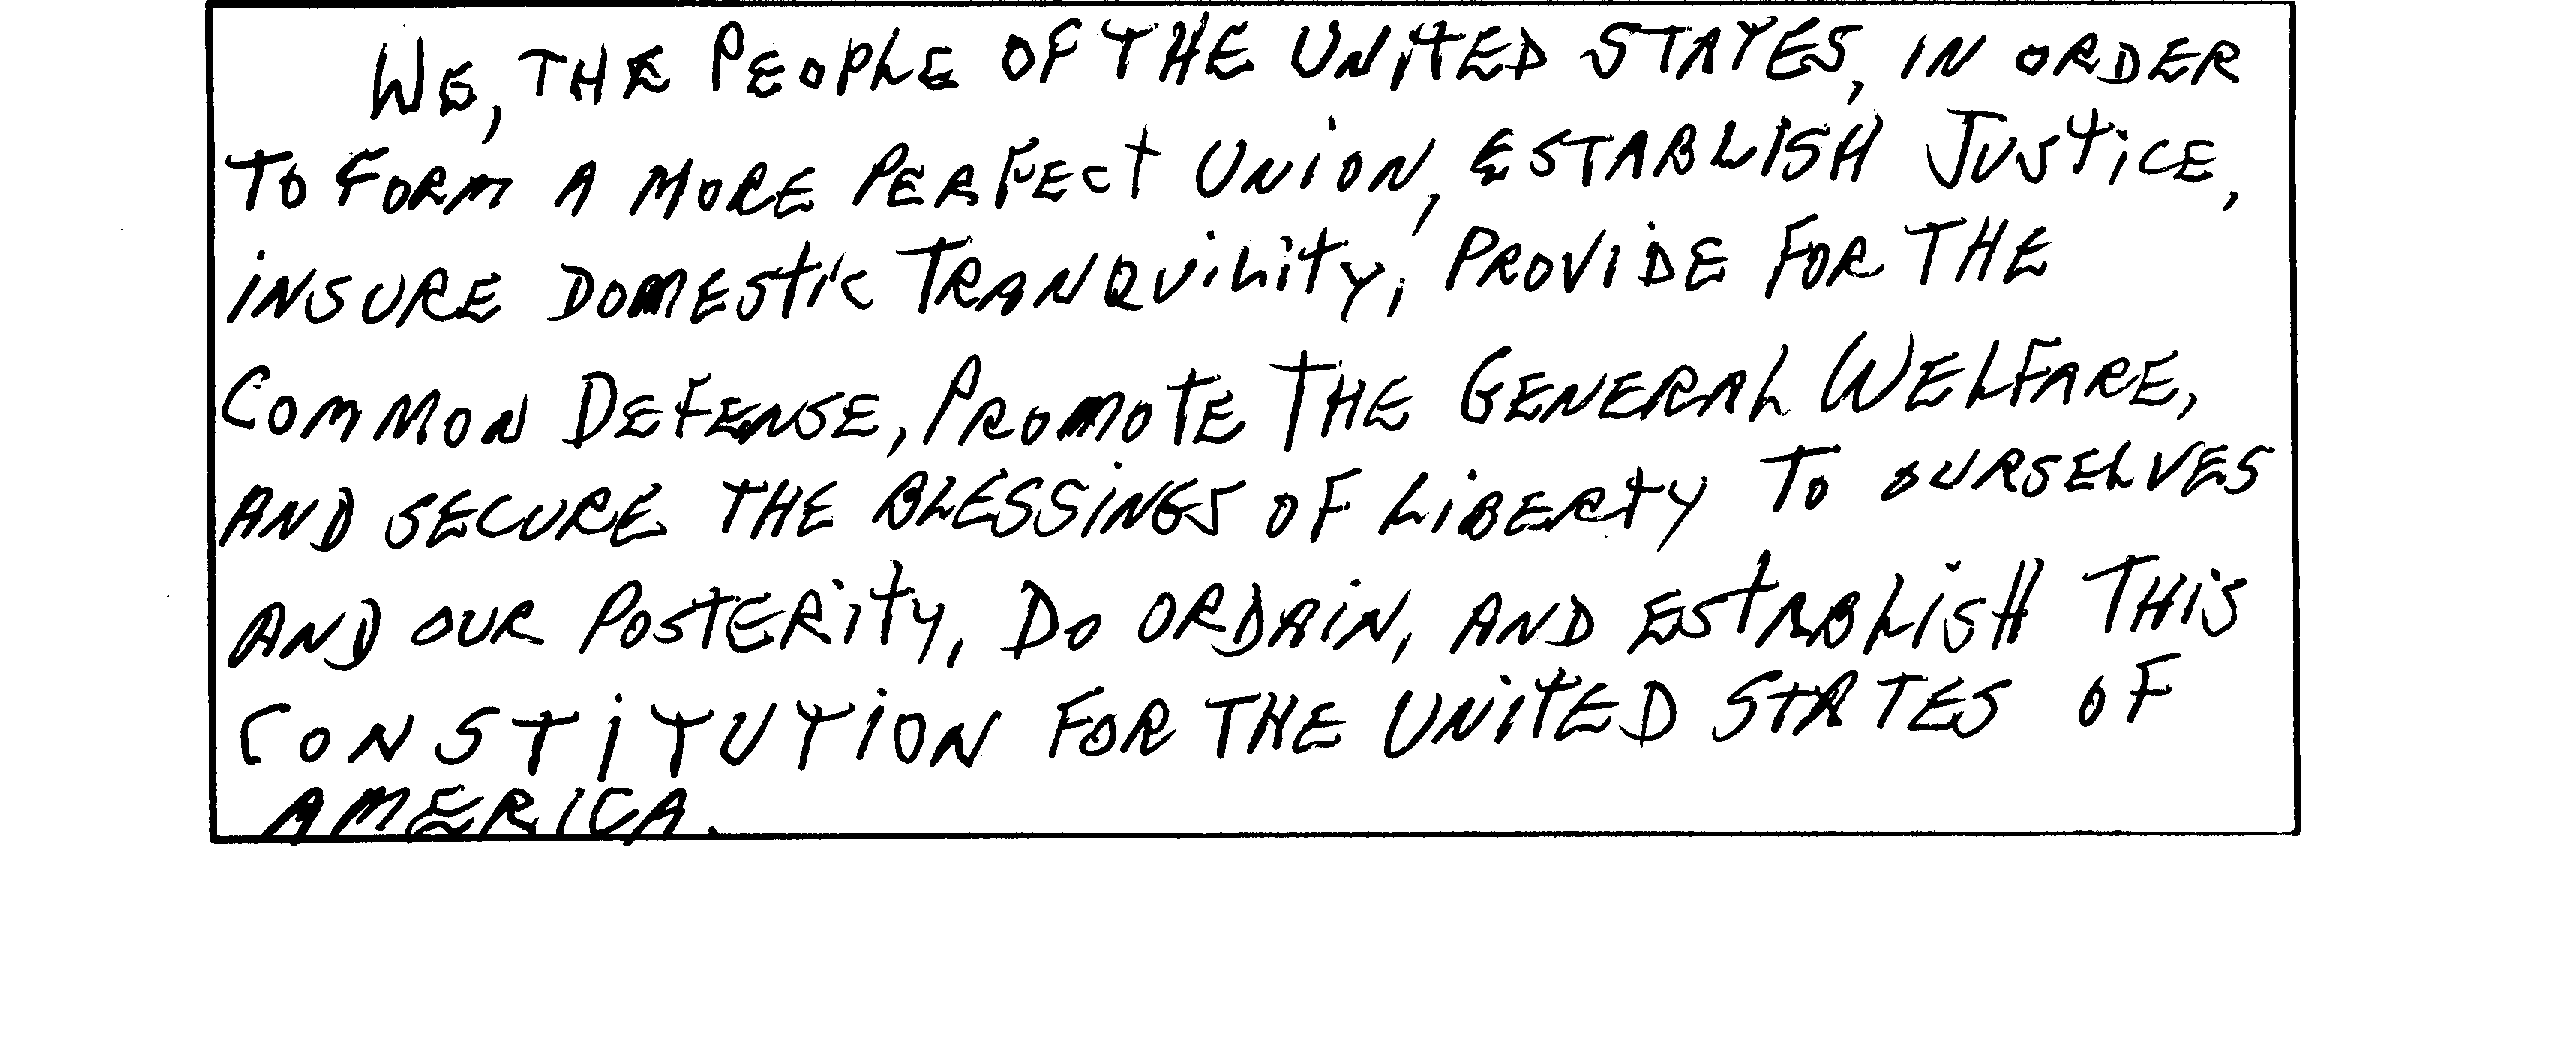 WE, THE PEOPLE OF THE UNITED STATES, IN ORDER
TO FORM A MORE PERFECT UNION, ESTABLISH JUSTICE,
INSURE DOMESTIC TRANQUILITY, PROVIDE FOR THE
COMMON DEFENSE, PROMOTE THE GENERAL WELFARE,
AND SECURE THE BLESSINGS OF LIBERTY TO OURSELVES
AND OUR POSTERITY, DO ORDAIN, AND ESTABLISH THIS
CONSTITUTION FOR THE UNITED STATES OF
AMERICA.